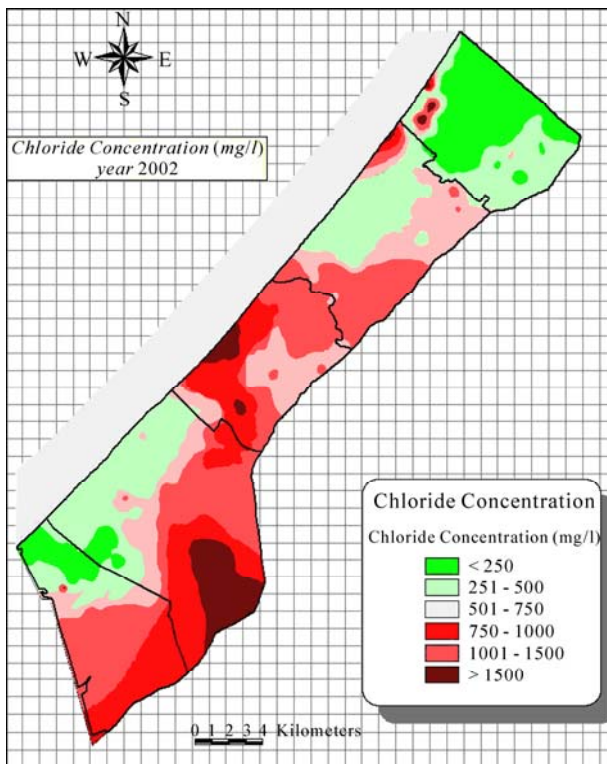 N
W E
S
Chloride Concentration (mg/l)
year 2002
Chloride Concentration
Chloride Concentration (mg/l)
< 250
251 - 500
501 - 750
750 - 1000
1001 - 1500
> 1500
0 1 2 3 4 Kilometers